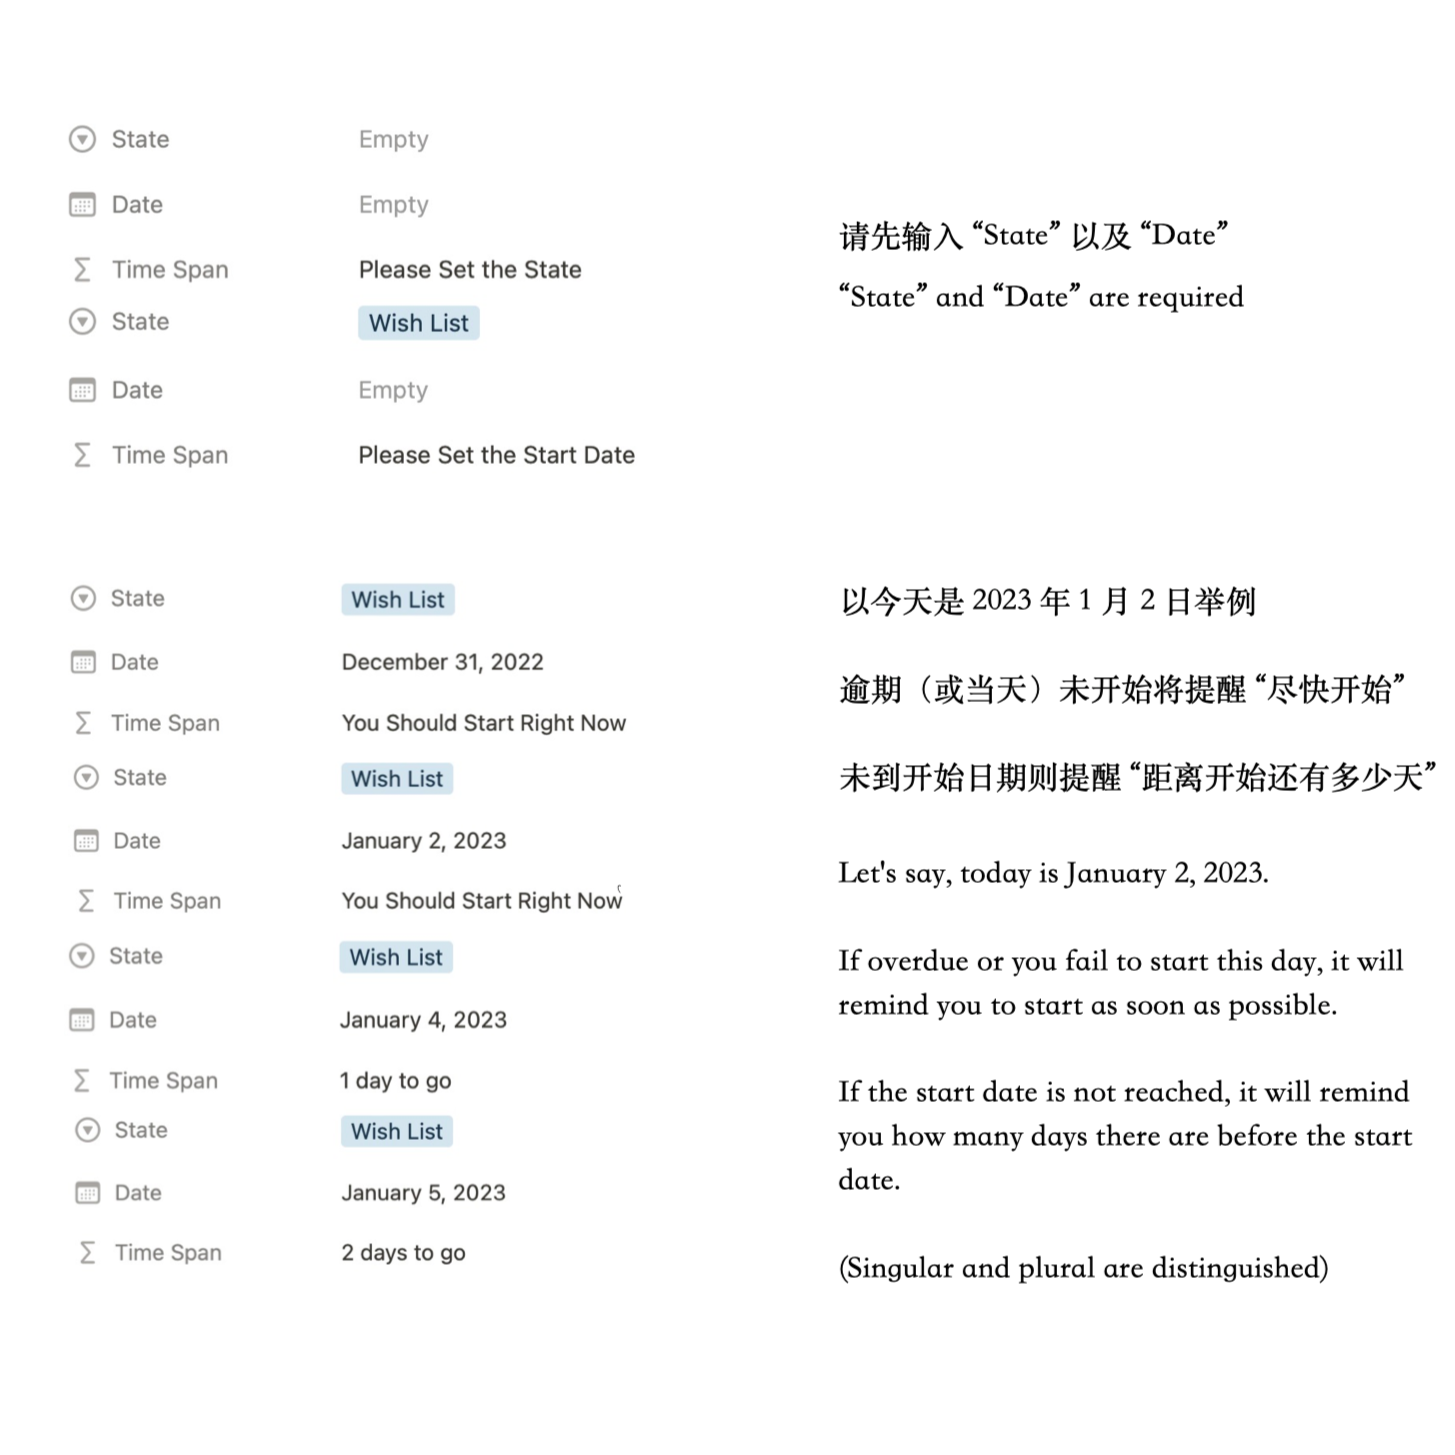 State Empty
Date Empty
Time Span Please Set the State
State Wish List
Date Empty
Time Span Please Set the Start Date
请先输入 “State” 以及 “Date”
“State” and “Date” are required
State Wish List
Date December 31, 2022
Time Span You Should Start Right Now
State Wish List
Date January 2, 2023
Time Span You Should Start Right Now
State Wish List
Date January 4, 2023
Time Span 1 day to go
State Wish List
Date January 5, 2023
Time Span 2 days to go
以今天是 2023 年 1 月 2 日举例
逾期（或当天）未开始将提醒 “尽快开始”
未到开始日期则提醒 “距离开始还有多少天”
Let's say, today is January 2, 2023.
If overdue or you fail to start this day, it will
remind you to start as soon as possible.
If the start date is not reached, it will remind
you how many days there are before the start
date.
(Singular and plural are distinguished)